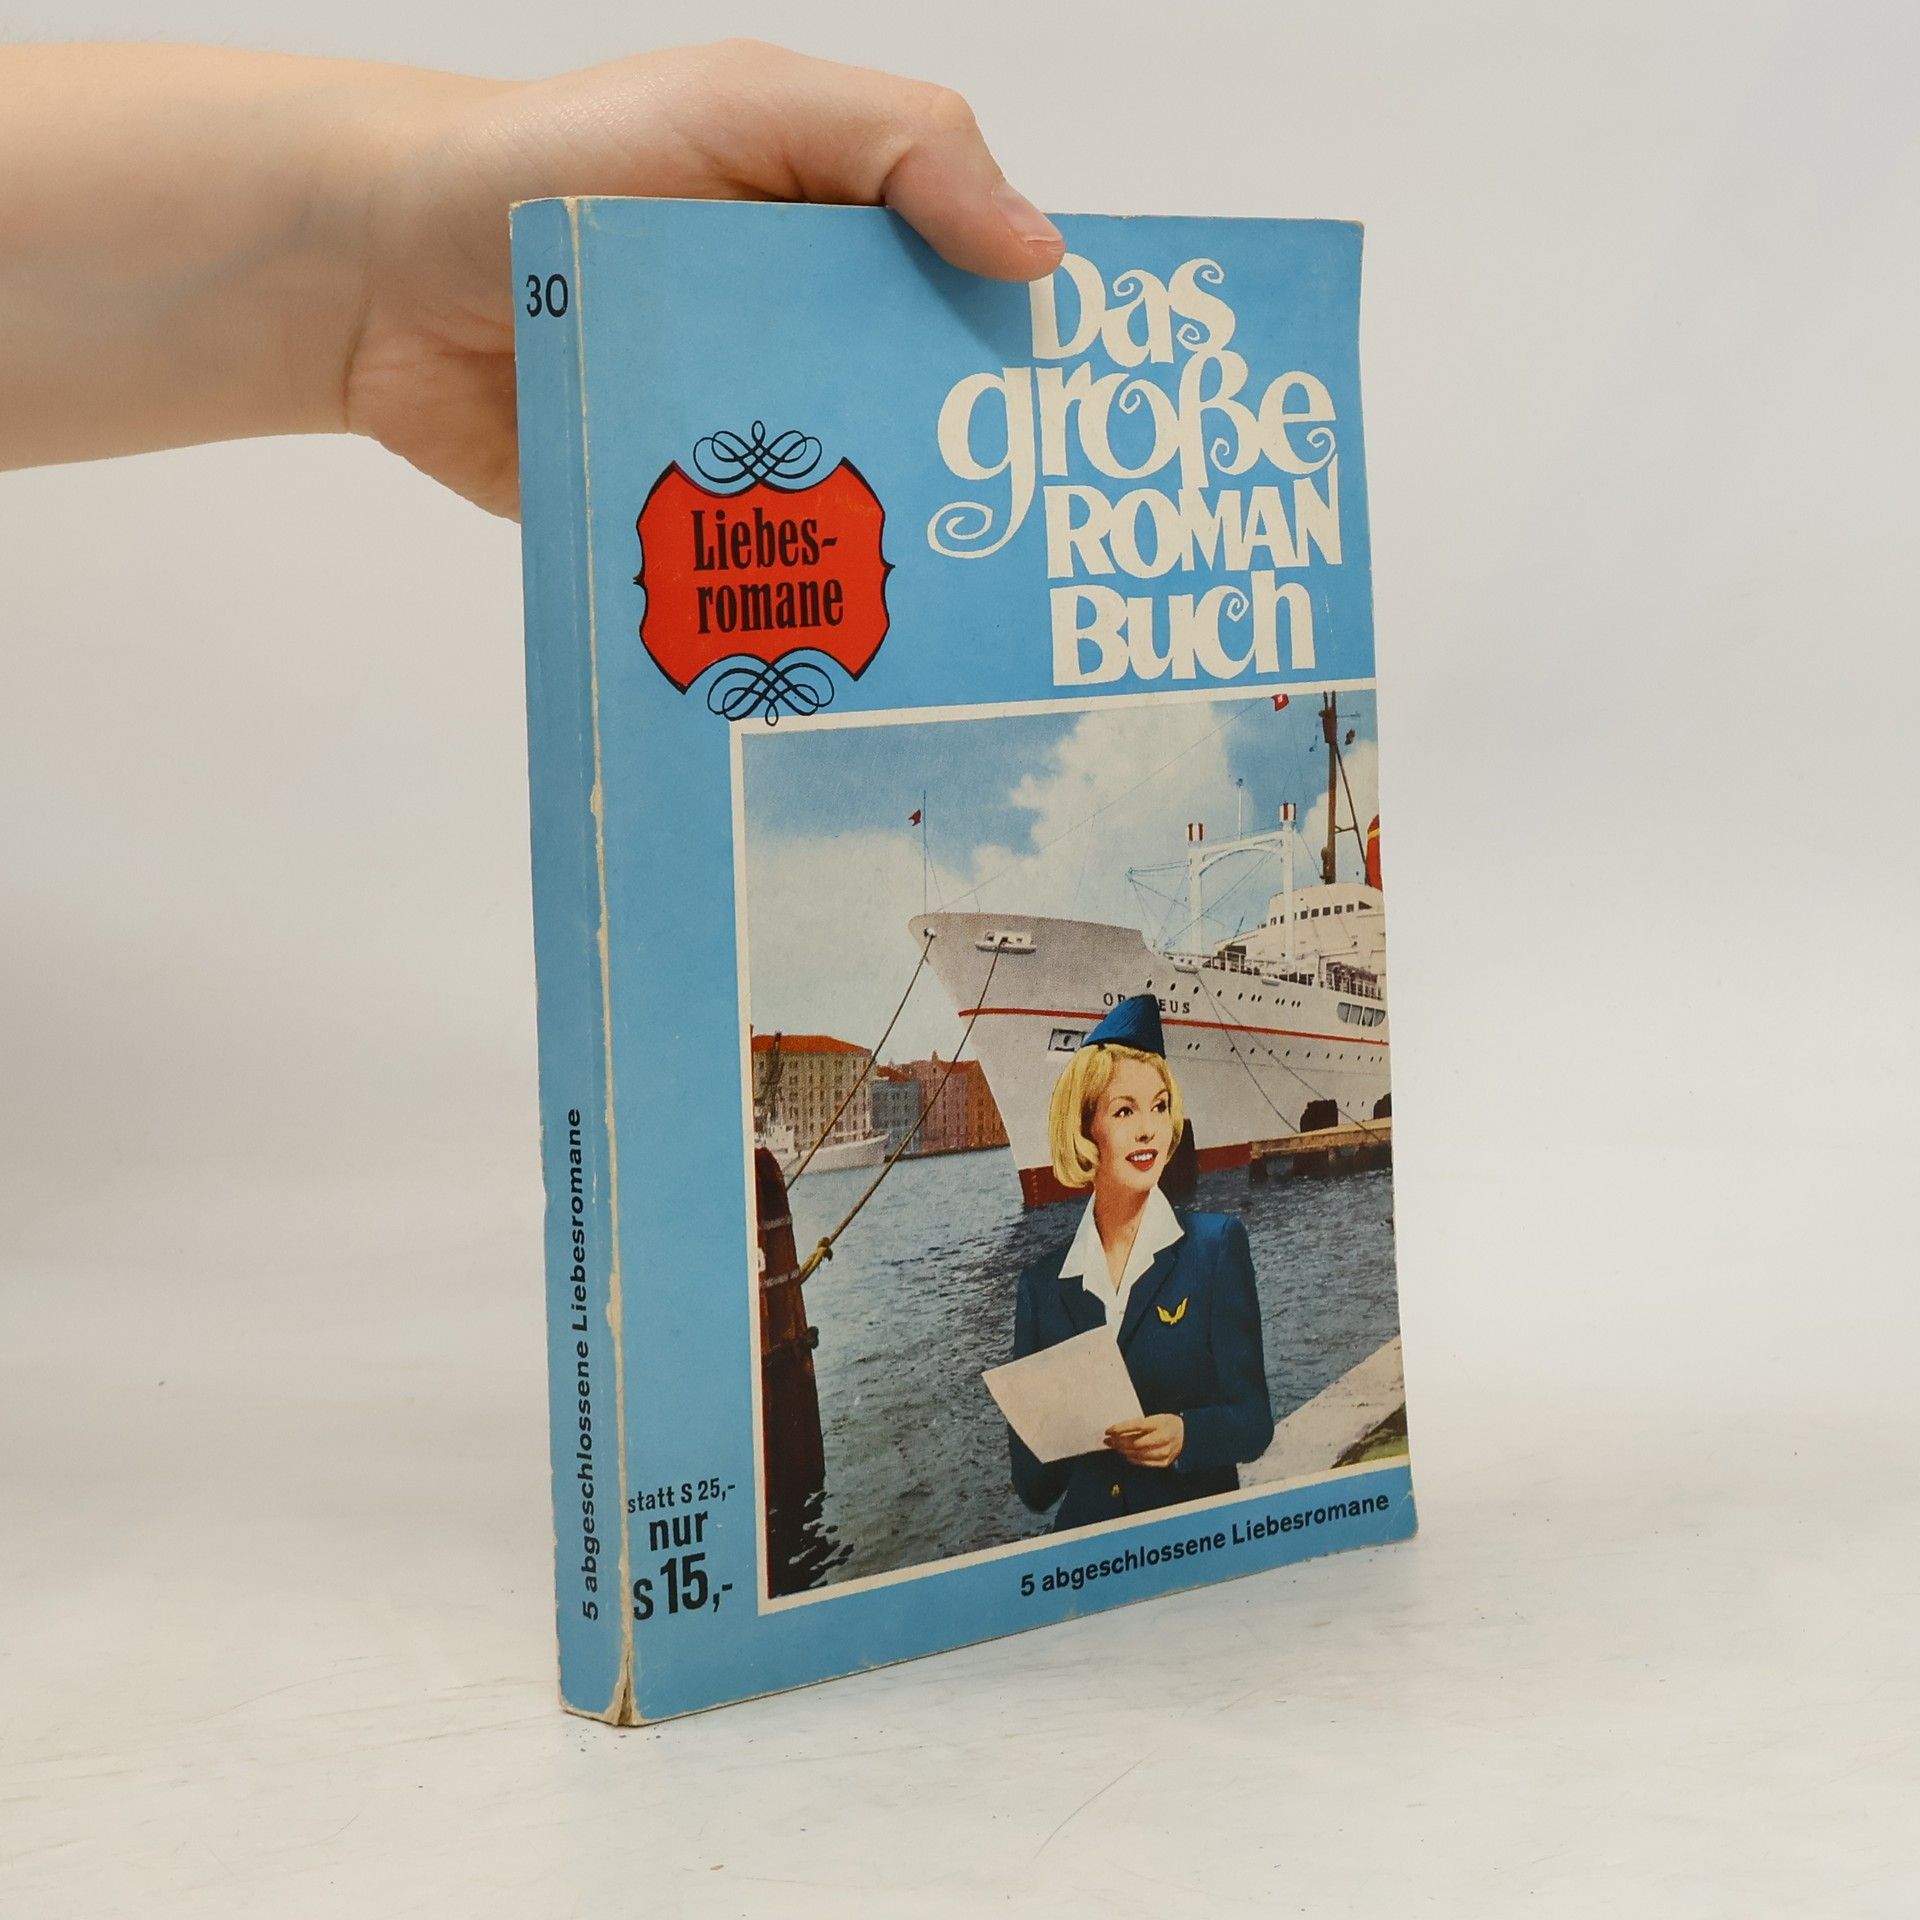 30
5 abgeschlossene Liebesromane
Das
große
ROMAN
Buch
Liebes-
romane
statt S 25,-
nur
S 15,-
5 abgeschlossene Liebesromane